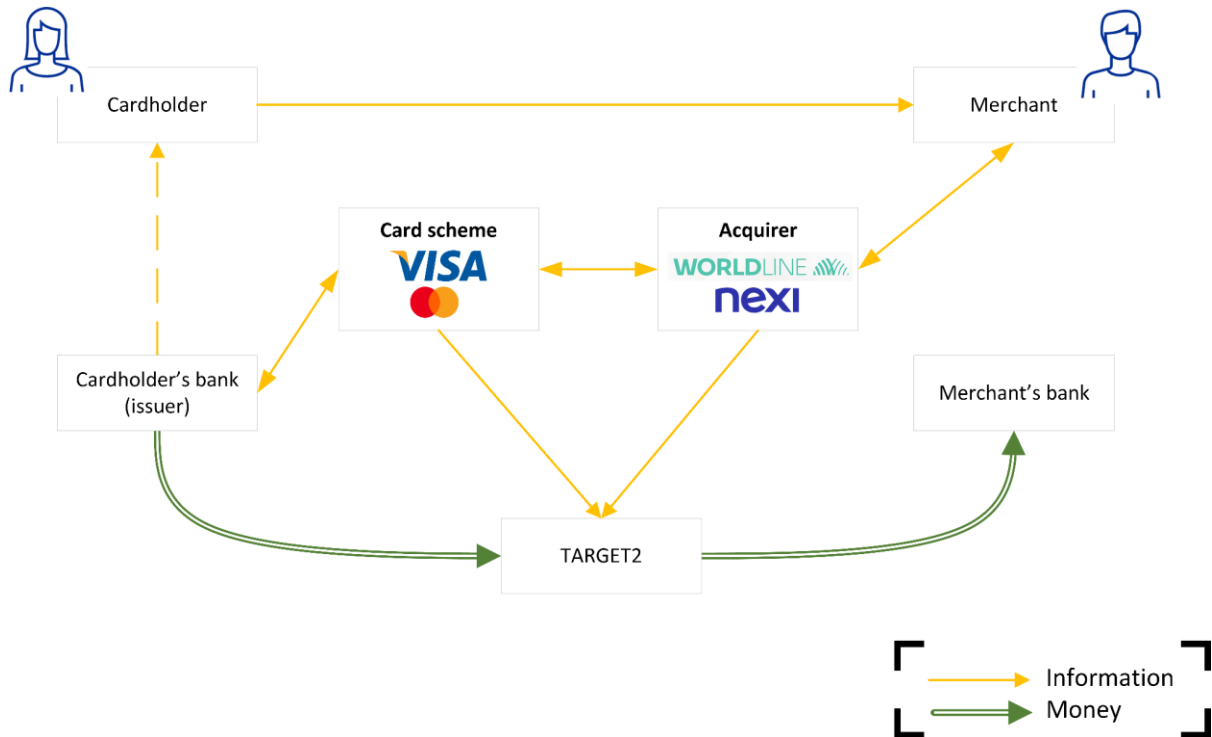 Cardholder
Merchant
Card scheme
VISA
Acquirer
WORLDLINE
nexi
Cardholder's bank
(issuer)
Merchant's bank
TARGET2
Information
Money